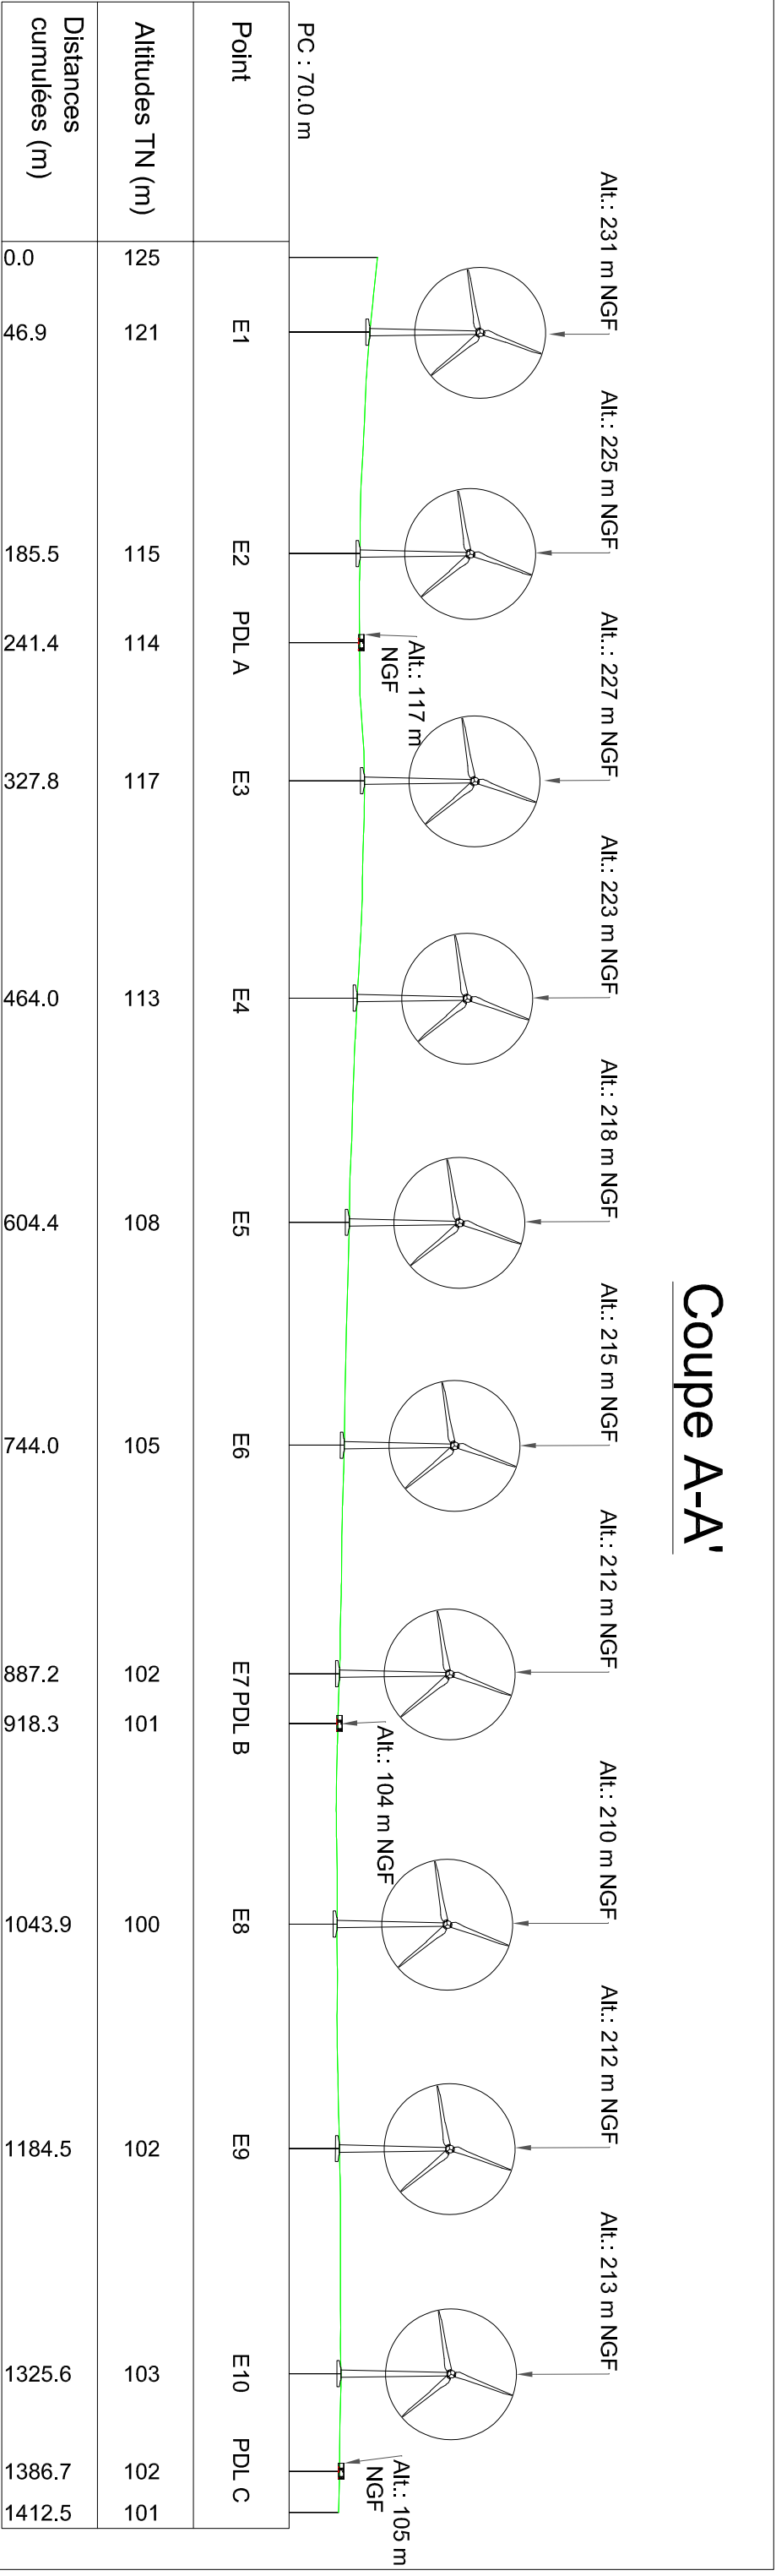 Coupe A-A'
Alt.: 231 m NGF
Alt.: 225 m NGF
Alt..: 227 m NGF
Alt.: 223 m NGF
Alt.: 218 m NGF
Alt.: 215 m NGF
Alt.: 212 m NGF
Alt.: 210 m NGF
Alt.: 212 m NGF
Alt.: 213 m NGF
Alt.: 117 m
NGF
Alt.: 104 m NGF
Alt.: 105 m
NGF
PC : 70.0 m
Point E1 E2 PDL A E3 E4 E5 E6 E7 PDL B E8 E9 E10 PDL C
Altitudes TN (m) 125 121 115 114 117 113 108 105 102 101 100 102 103 102 101
Distances
cumulées (m)
0.0 46.9 185.5 241.4 327.8 464.0 604.4 744.0 887.2 918.3 1043.9 1184.5 1325.6 1386.7 1412.5